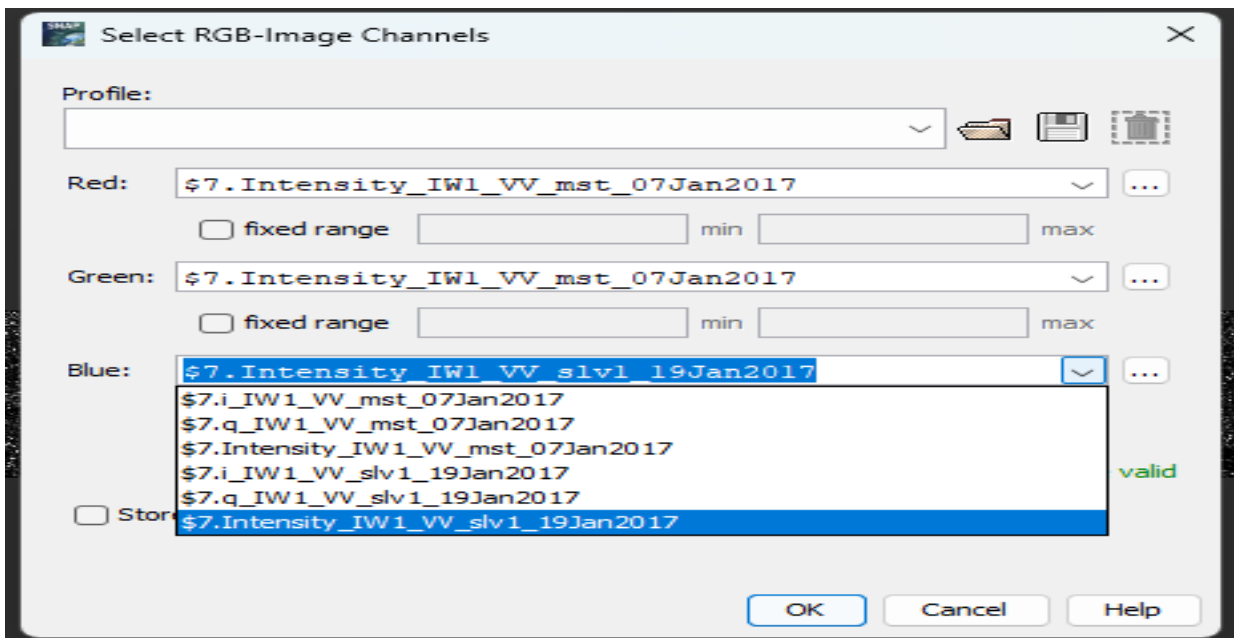 SNAP
Select RGB-Image Channels
Profile:
Red: $7.Intensity_IW1_VV_mst_07Jan2017 ...
fixed range min max
Green: $7.Intensity_IW1_VV_mst_07Jan2017 ...
fixed range min max
Blue: $7.Intensity_IW1_VV_slv1_19Jan2017 ...
$7.i_IW1_VV_mst_07Jan2017
$7.q_IW1_VV_mst_07Jan2017
$7.Intensity_IW1_VV_mst_07Jan2017
$7.i_IW1_VV_slv1_19Jan2017 valid
$7.q_IW1_VV_slv1_19Jan2017
Stor $7.Intensity_IW1_VV_slv1_19Jan2017
OK Cancel Help